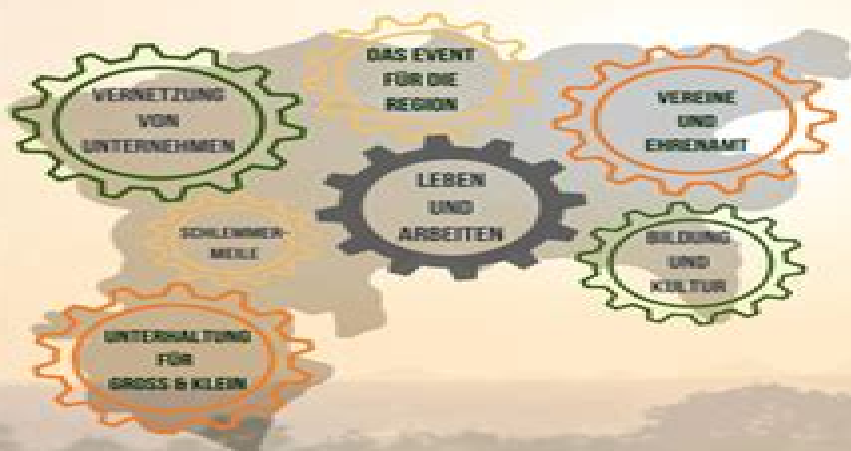 DAS EVENT
FÜR DIE
REGION
VERNETZUNG
VON
UNTERNEHMEN
VEREINE
UND
EHRENAMT
LEBEN
UND
ARBEITEN
SCHLEMMER-
MEILE
BILDUNG
UND
KULTUR
UNTERHALTUNG
FÜR
GROSS & KLEIN